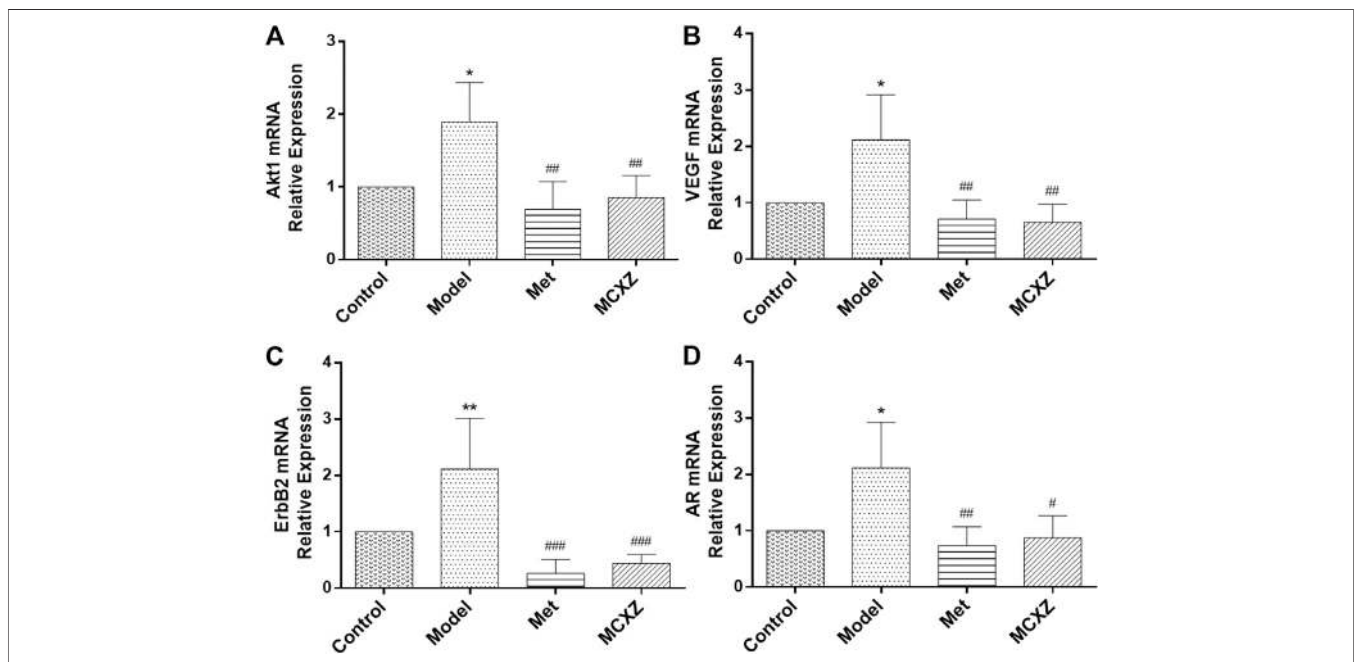 A
Akt1 mRNA
Relative Expression
3
2
1
0
*
##
##
Control
Model
Met
MCXZ
B
VEGF mRNA
Relative Expression
4
3
2
1
0
*
##
##
Control
Model
Met
MCXZ
C
ErbB2 mRNA
Relative Expression
4
3
2
1
0
**
###
###
Control
Model
Met
MCXZ
D
AR mRNA
Relative Expression
4
3
2
1
0
*
##
#
Control
Model
Met
MCXZ